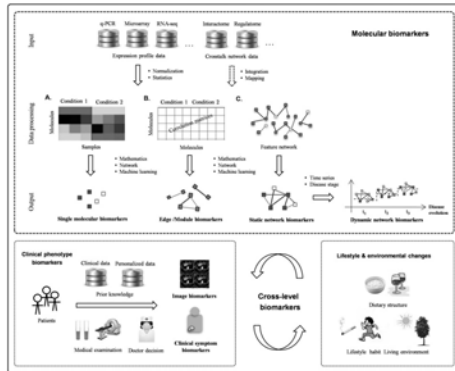 q-PCR Microarray RNA-seq Interactome Regulatome
... ...
Molecular biomarkers
Input
Expression profile data Crosstalk network data
• Normalization
• Statistics
• Integration
• Mapping
A. Condition 1 Condition 2
B. Condition 1 Condition 2
C.
Data processing
Molecules
Molecules
Correlation matrices
Samples
Molecules
Feature network
• Mathematics
• Network
• Machine learning
• Mathematics
• Network
• Machine learning
• Time series
• Disease stage
Output
Single molecular biomarkers
Edge /Module biomarkers
Static network biomarkers
Dynamic network biomarkers
Disease
evolution
Clinical phenotype
biomarkers
Clinical data Personalized data
Prior knowledge
Image biomarkers
Patients
Medical examination Doctor decision
Clinical symptom
biomarkers
Cross-level
biomarkers
Lifestyle & environmental changes
Dietary structure
Lifestyle habit Living environment